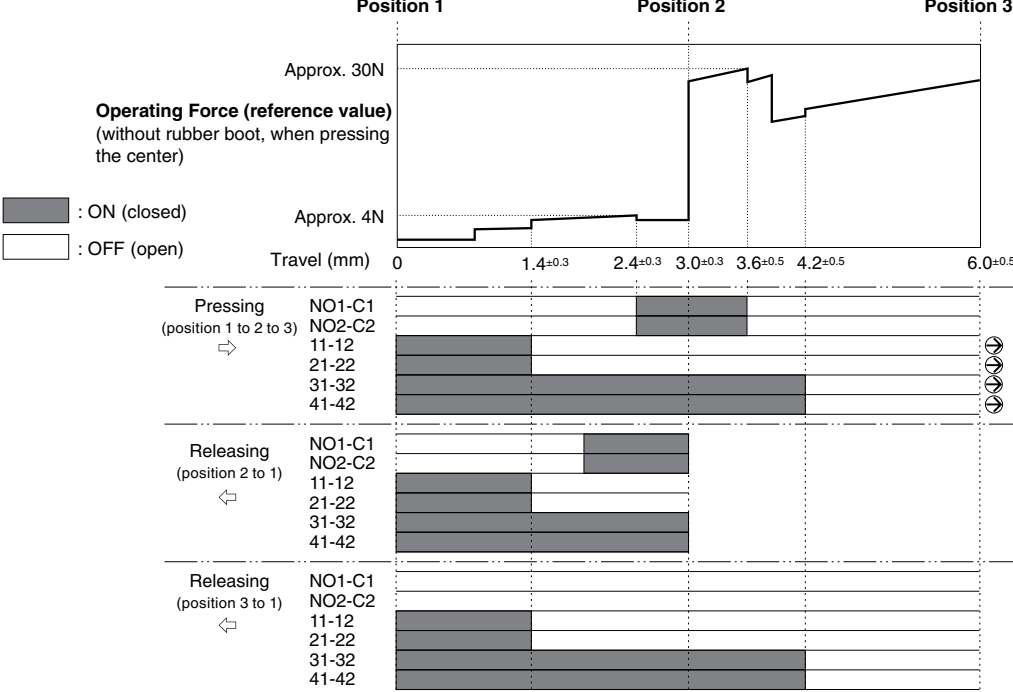 Position 1 Position 2 Position 3
Approx. 30N
Operating Force (reference value)
(without rubber boot, when pressing
the center)
: ON (closed)
Approx. 4N
: OFF (open)
Travel (mm) 0 1.4±0.3 2.4±0.3 3.0±0.3 3.6±0.5 4.2±0.5 6.0±0.5
Pressing NO1-C1
(position 1 to 2 to 3) NO2-C2
11-12
21-22
31-32
41-42
Releasing NO1-C1
(position 2 to 1) NO2-C2
11-12
21-22
31-32
41-42
Releasing NO1-C1
(position 3 to 1) NO2-C2
11-12
21-22
31-32
41-42